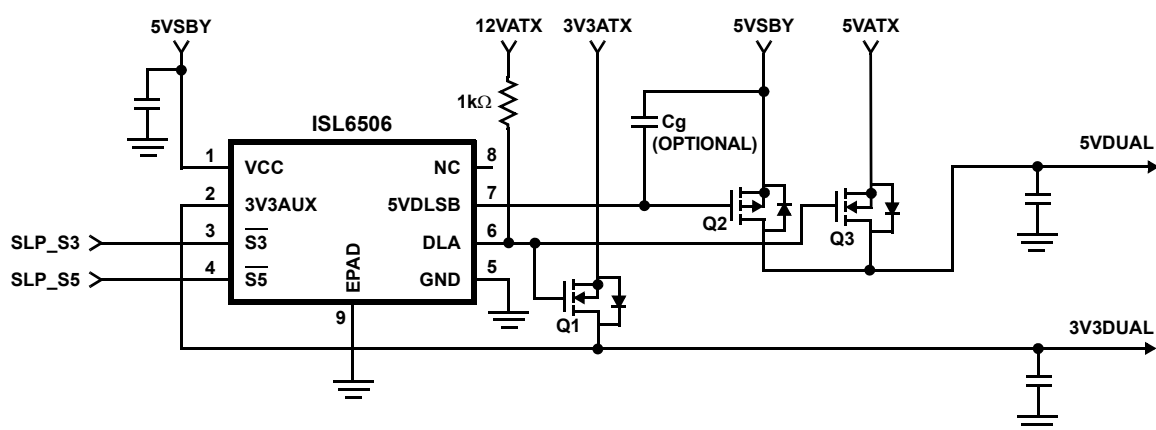 5VSBY
12VATX
3V3ATX
5VSBY
5VATX
1kΩ
ISL6506
Cg
(OPTIONAL)
1
VCC
NC
8
2
3V3AUX
5VDLSB
7
SLP_S3
3
S3
DLA
6
SLP_S5
4
S5
GND
5
EPAD
9
Q1
Q2
Q3
5VDUAL
3V3DUAL